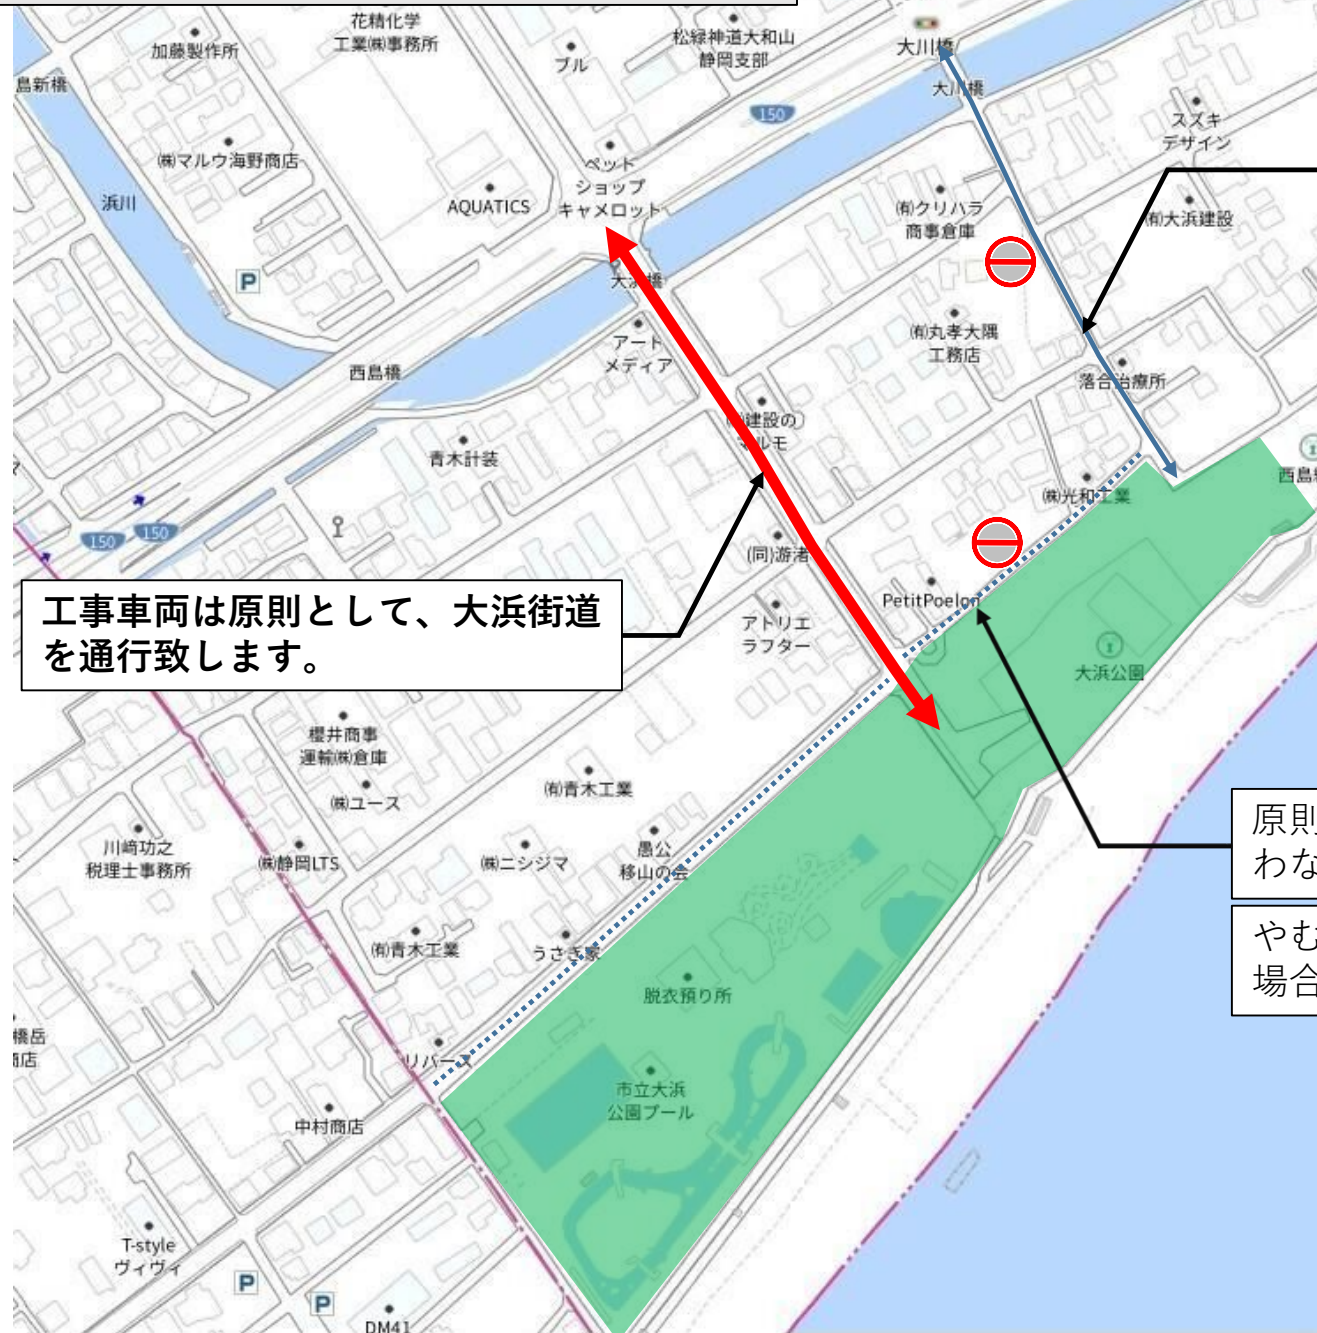 花精化学
工業㈱事務所
加藤製作所
ブル
松緑神道大和山
静岡支部
大川橋
島新橋
大川橋
150
スズキ
デザイン
㈱マルウ海野商店
ペット
ショップ
キャメロット
AQUATICS
浜川
㈲クリハラ
商事倉庫
㈲大浜建設
P
大浜橋
アート
メディア
㈲丸孝大隅
工務店
西島橋
落合治療所
建設の
マルモ
青木計装
㈱光和工業
150
150
(同)游渚
工事車両は原則として、大浜街道
を通行致します。
PetitPoelon
アトリエ
ラフター
大浜公園
櫻井商事
運輸㈱倉庫
㈱ユース
㈲青木工業
川﨑功之
税理士事務所
㈱静岡LTS
㈱ニシジマ
愚公
移山の会
原則
わな
やむ
場合
㈲青木工業
うさぎ家
脱衣預り所
橋岳
リバース
市立大浜
公園プール
中村商店
T-style
ヴィヴィ
P
P
DM41